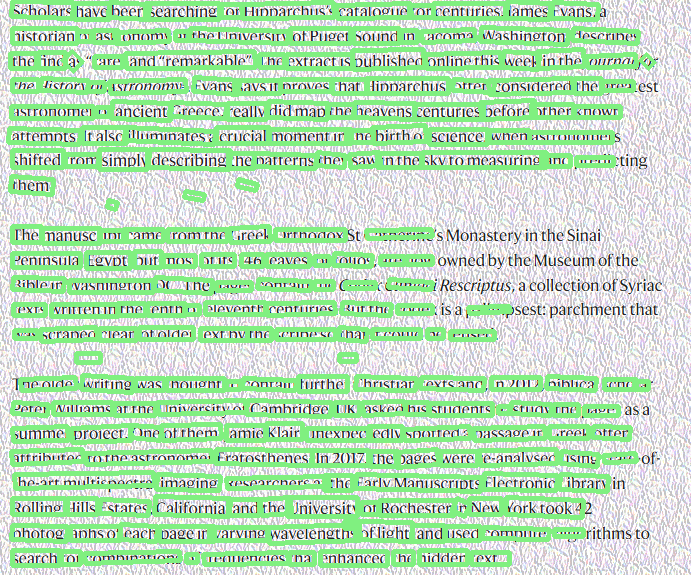 Scholars have been searching for Hipparchus's catalogue for centuries. James Evans, a
historian of astronomy at the University of Puget Sound in Tacoma, Washington, describes
the find as "rare" and "remarkable". The extract is published online this week in the Journal for
the History of Astronomy. Evans says it proves that Hipparchus, often considered the greatest
astronomer of ancient Greece, really did map the heavens centuries before other known
attempts. It also illuminates a crucial moment in the birth of science, when astronomers
shifted from simply describing the patterns they saw in the sky to measuring and predicting
them.
The manuscript came from the Greek Orthodox St Catherine's Monastery in the Sinai
Peninsula, Egypt, but most of its 146 leaves, or folios, are now owned by the Museum of the
Bible in Washington DC. The pages contain the Codex Climaci Rescriptus, a collection of Syriac
texts written in the tenth or eleventh centuries. But the codex is a palimpsest: parchment that
was scraped clean of older text by the scribe so that it could be reused.
The older writing was thought to contain further Christian texts and, in 2012, biblical scholar
Peter Williams at the University of Cambridge, UK, asked his students to study the pages as a
summer project. One of them, Jamie Klair, unexpectedly spotted a passage in Greek often
attributed to the astronomer Eratosthenes. In 2017, the pages were re-analysed using state-of-
the-art multispectral imaging. Researchers at the Early Manuscripts Electronic Library in
Rolling Hills Estates, California, and the University of Rochester in New York took 42
photographs of each page in varying wavelengths of light, and used computer algorithms to
search for combinations of frequencies that enhanced the hidden text.